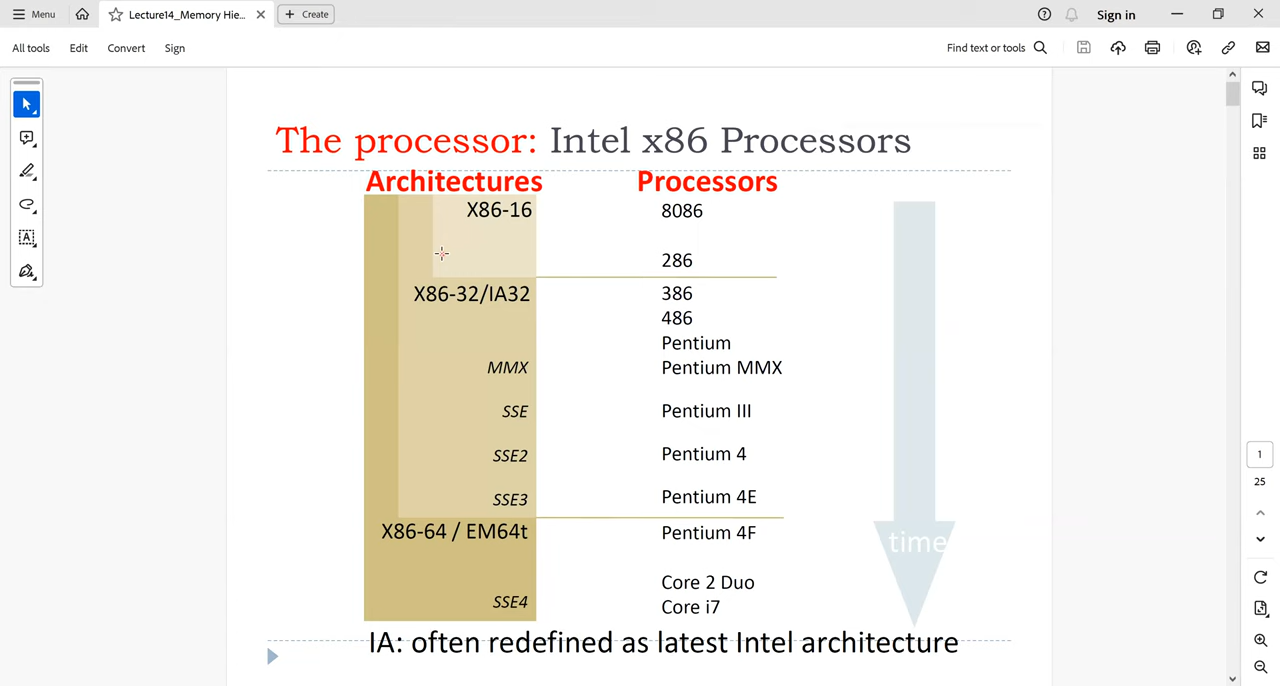 Menu
Lecture14_Memory Hie...
Create
Sign in
All tools
Edit
Convert
Sign
Find text or tools
The processor: Intel x86 Processors
Architectures
Processors
X86-16
8086
286
X86-32/IA32
386
486
Pentium
MMX
Pentium MMX
SSE
Pentium III
SSE2
Pentium 4
SSE3
Pentium 4E
X86-64 / EM64t
Pentium 4F
time
Core 2 Duo
SSE4
Core i7
IA: often redefined as latest Intel architecture
1
25